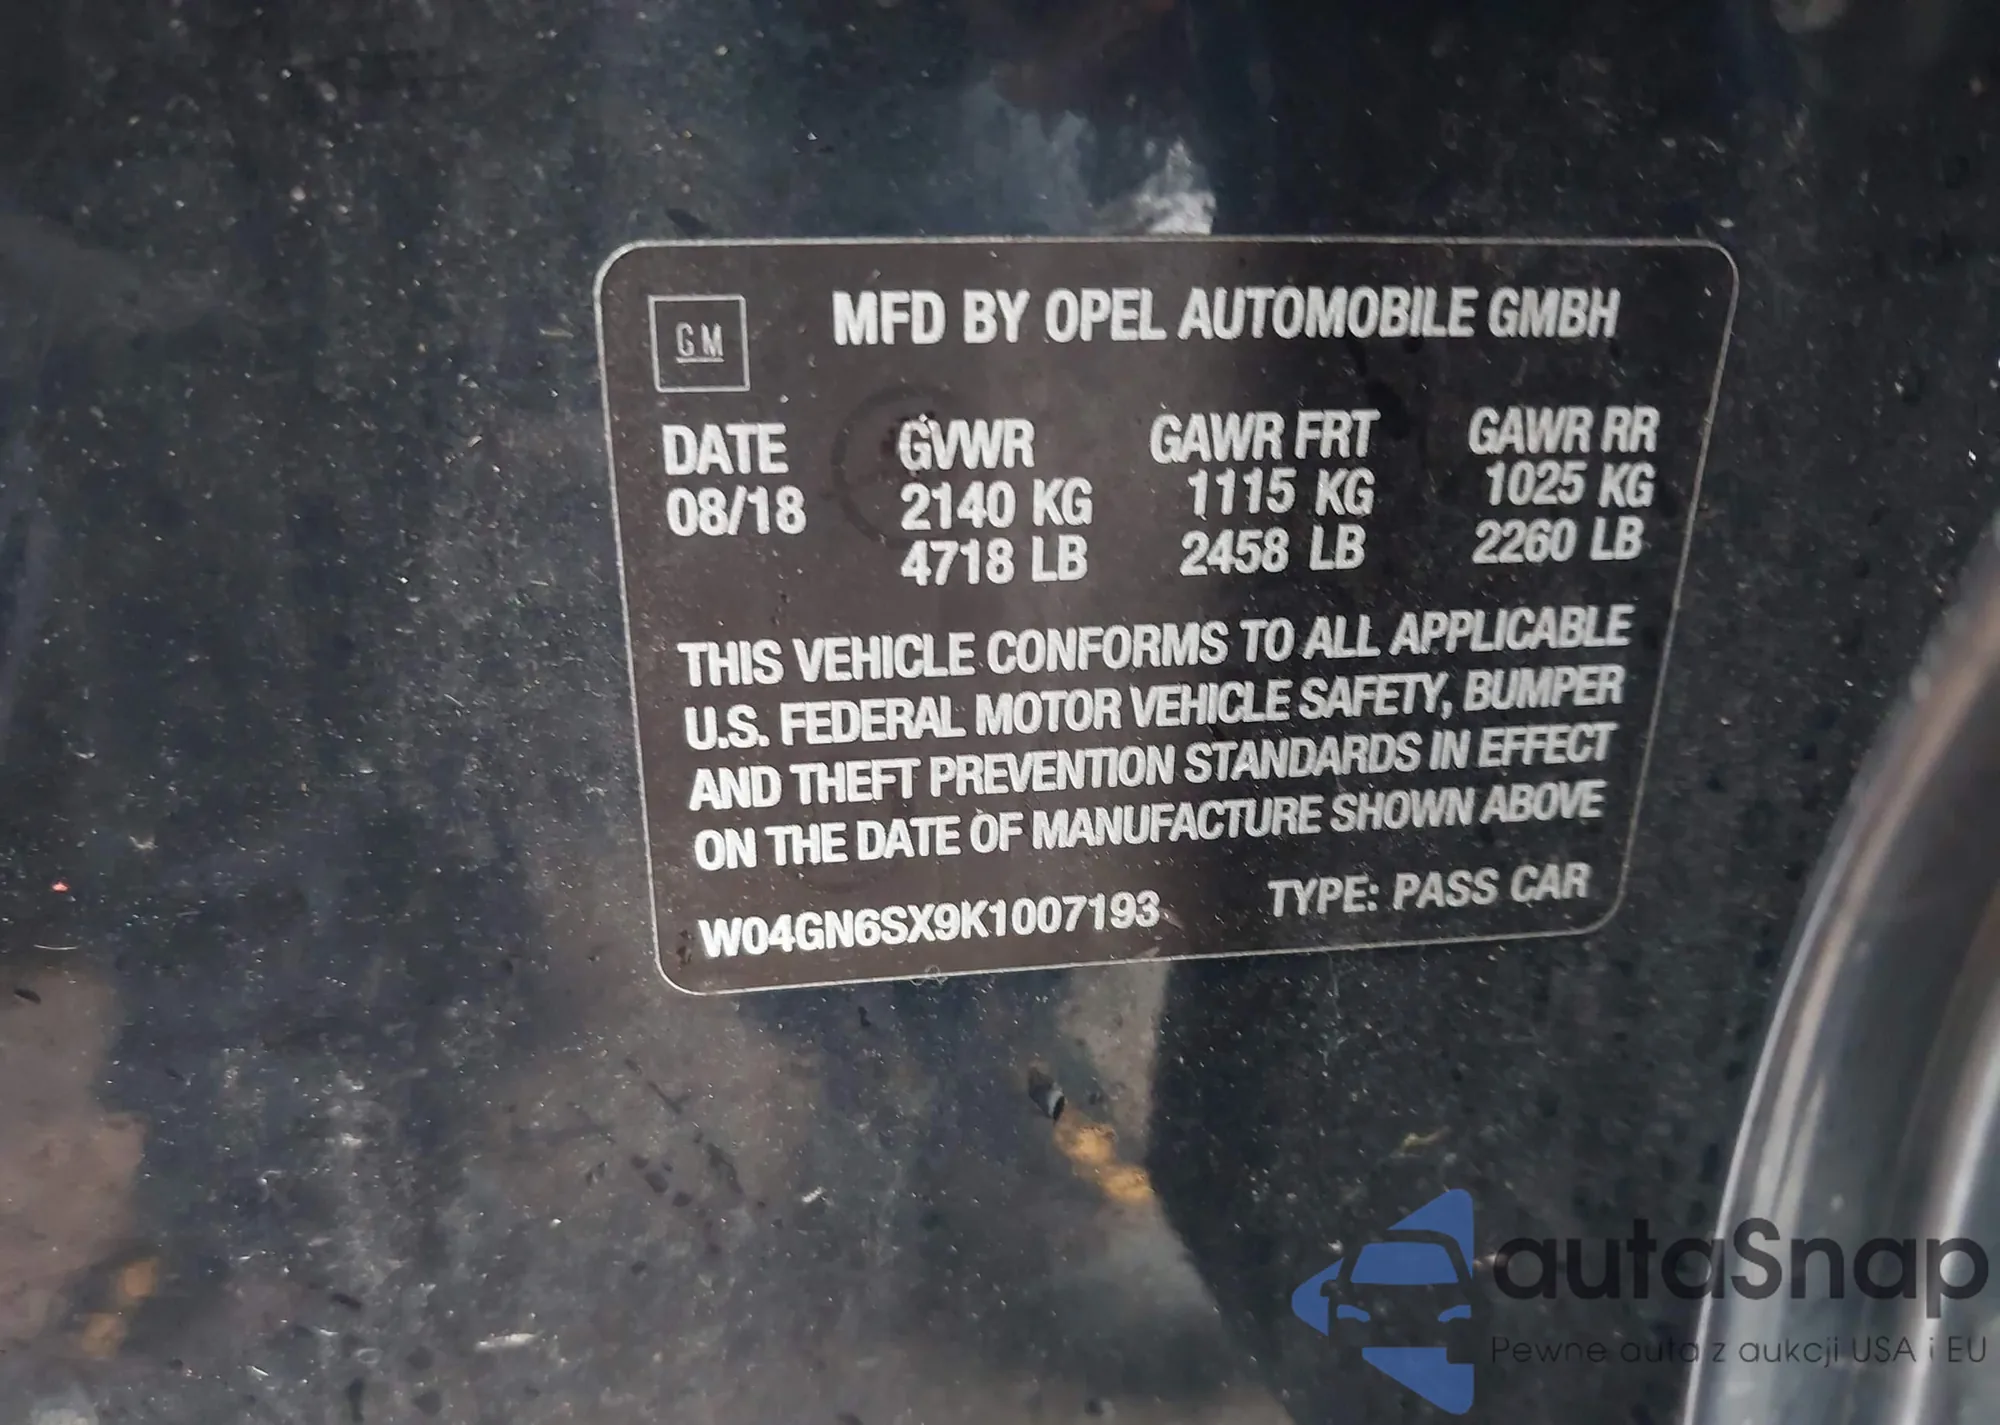 GM
MFD BY OPEL AUTOMOBILE GMBH
DATE GVWR GAWR FRT GAWR RR
08/18 2140 KG 1115 KG 1025 KG
4718 LB 2458 LB 2260 LB
THIS VEHICLE CONFORMS TO ALL APPLICABLE
U.S. FEDERAL MOTOR VEHICLE SAFETY, BUMPER
AND THEFT PREVENTION STANDARDS IN EFFECT
ON THE DATE OF MANUFACTURE SHOWN ABOVE
W04GN6SX9K1007193 TYPE: PASS CAR
autaSnap
Pewne auta z aukcji USA i EU